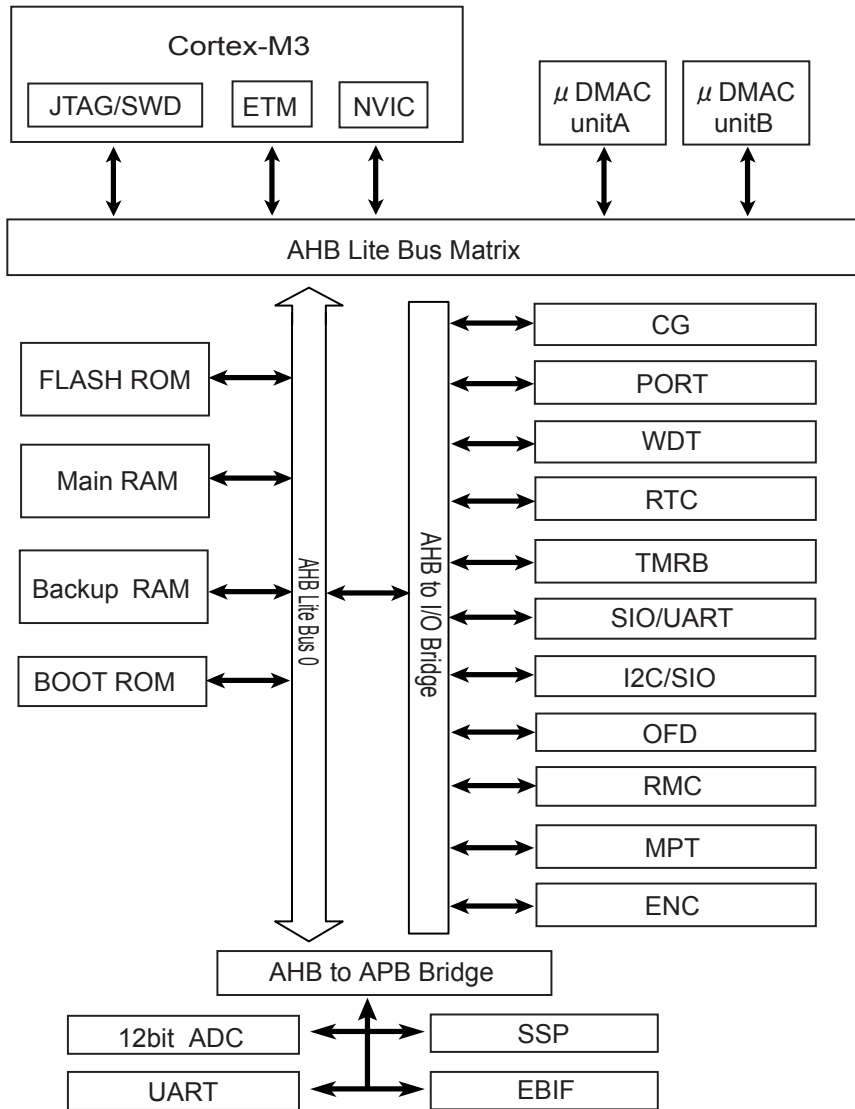 Cortex-M3
JTAG/SWD
ETM
NVIC
μ DMAC
unitA
μ DMAC
unitB
AHB Lite Bus Matrix
FLASH ROM
Main RAM
Backup RAM
BOOT ROM
AHB Lite Bus 0
AHB to I/O Bridge
CG
PORT
WDT
RTC
TMRB
SIO/UART
I2C/SIO
OFD
RMC
MPT
ENC
AHB to APB Bridge
12bit ADC
SSP
UART
EBIF